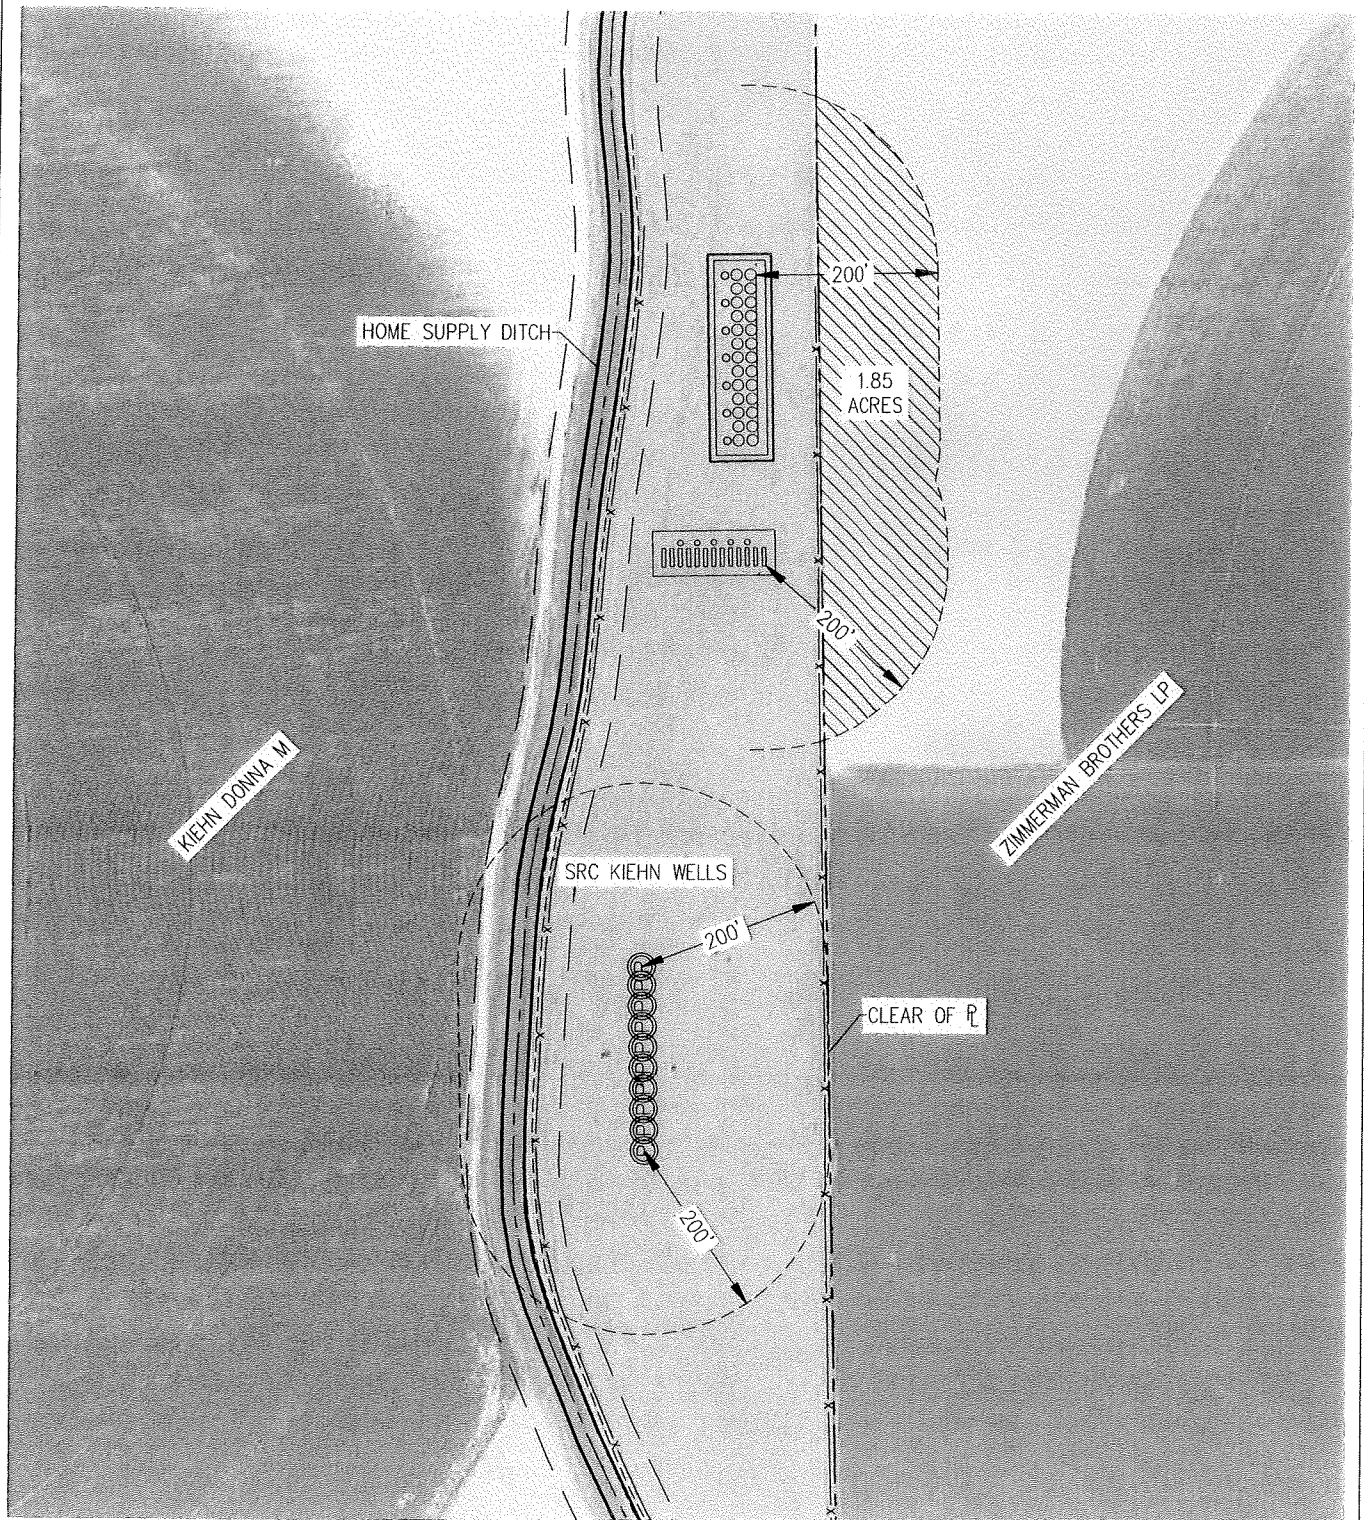 200'
HOME SUPPLY DITCH
1.85
ACRES
200'
KIEHN DONNA M
ZIMMERMAN BROTHERS LP
SRC KIEHN WELLS
200'
CLEAR OF ⅊
200'